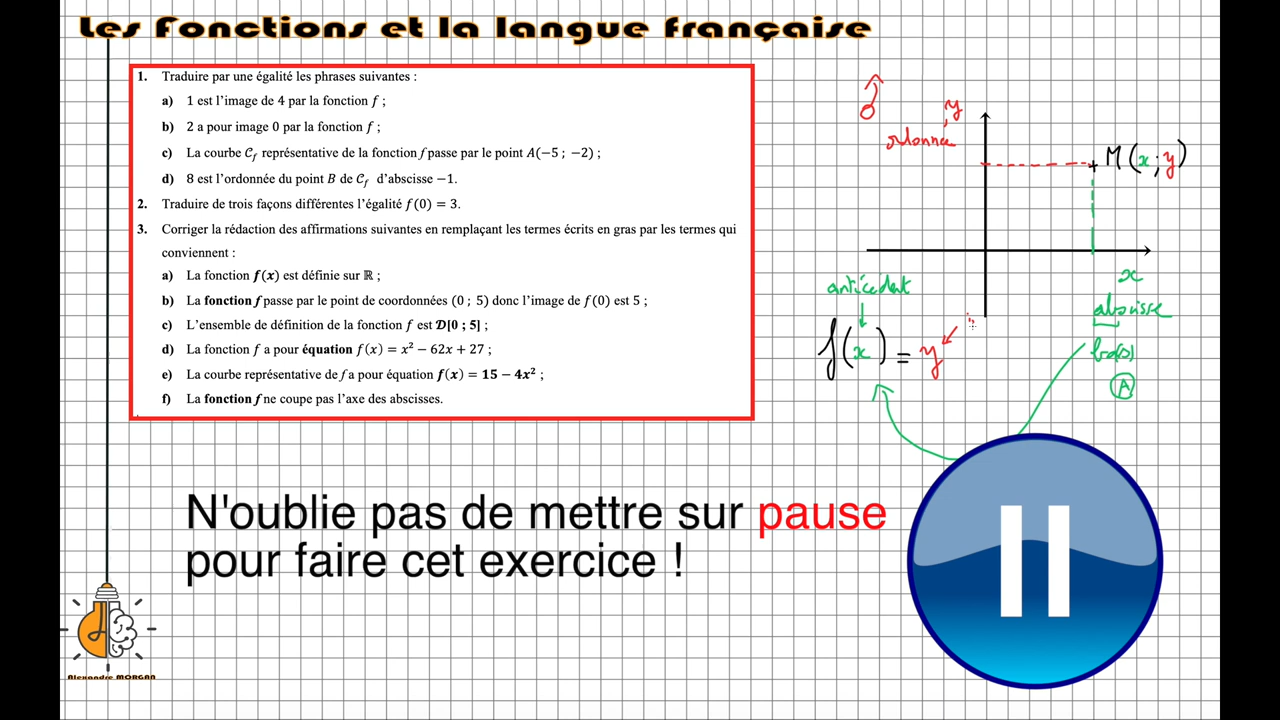 Les Fonctions et la langue française
1. Traduire par une égalité les phrases suivantes :
a) 1 est l'image de 4 par la fonction f ;
b) 2 a pour image 0 par la fonction f ;
c) La courbe 𝒞f représentative de la fonction f passe par le point A(−5 ; −2) ;
d) 8 est l'ordonnée du point B de 𝒞f d'abscisse −1.
2. Traduire de trois façons différentes l'égalité f(0) = 3.
3. Corriger la rédaction des affirmations suivantes en remplaçant les termes écrits en gras par les termes qui
conviennent :
a) La fonction f(x) est définie sur ℝ ;
b) La fonction f passe par le point de coordonnées (0 ; 5) donc l'image de f(0) est 5 ;
c) L'ensemble de définition de la fonction f est D[0 ; 5] ;
d) La fonction f a pour équation f(x) = x² − 62x + 27 ;
e) La courbe représentative de f a pour équation f(x) = 15 − 4x² ;
f) La fonction f ne coupe pas l'axe des abscisses.
y
ordonnée
M(x ; y)
x
antécédent
abscisse
f(x) = y
ba(s)
A
N'oublie pas de mettre sur pause
pour faire cet exercice !
Alexandre MORGAN